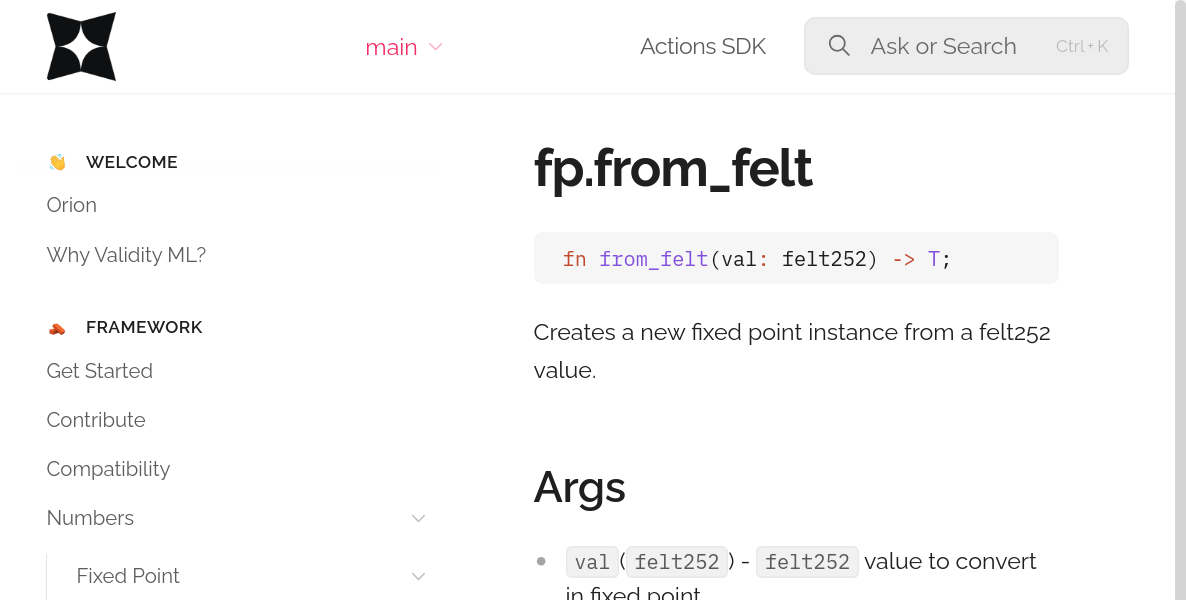 main
Actions SDK
Ask or Search
Ctrl + K
WELCOME
Orion
Why Validity ML?
FRAMEWORK
Get Started
Contribute
Compatibility
Numbers
Fixed Point
fp.from_felt
fn from_felt(val: felt252) -> T;
Creates a new fixed point instance from a felt252
value.
Args
val(felt252) - felt252 value to convert
in fixed point